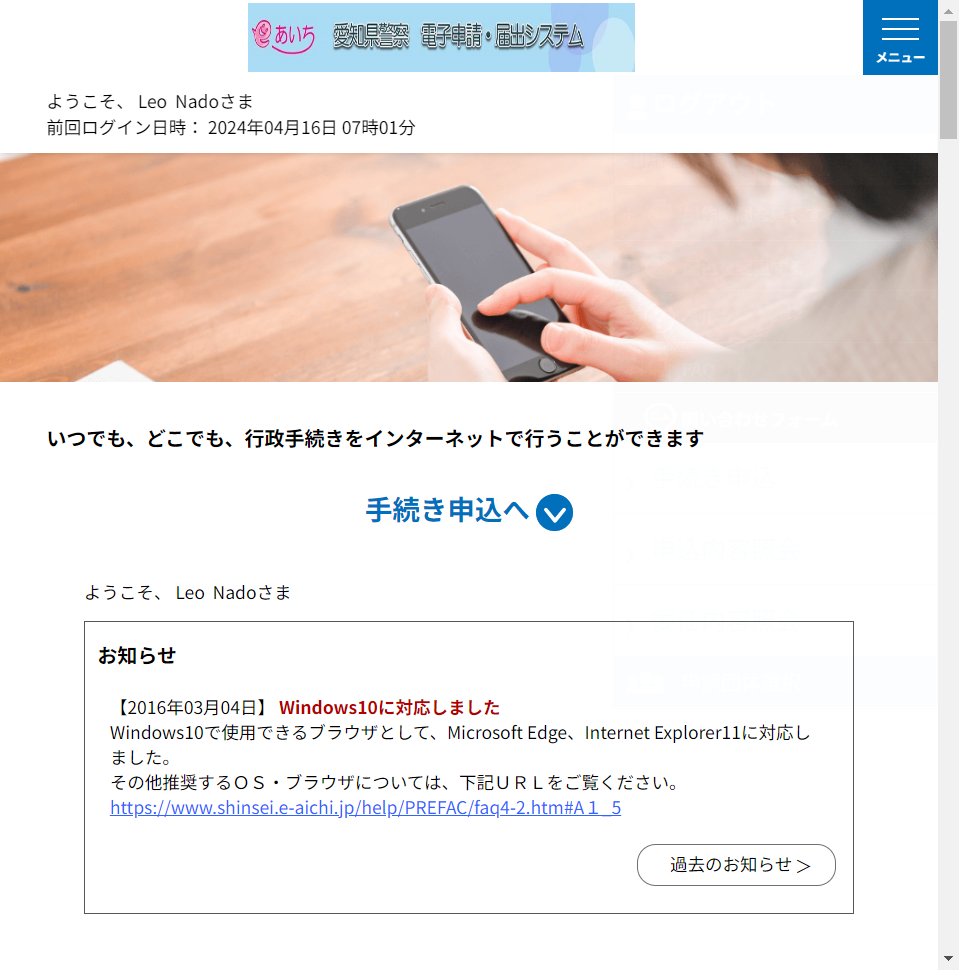 あいち 愛知県警察 電子申請・届出システム
メニュー
ようこそ、 Leo Nadoさま
前回ログイン日時： 2024年04月16日 07時01分
いつでも、どこでも、行政手続きをインターネットで行うことができます
手続き申込へ
ようこそ、 Leo Nadoさま
お知らせ
【2016年03月04日】 Windows10に対応しました
Windows10で使用できるブラウザとして、Microsoft Edge、Internet Explorer11に対応し
ました。
その他推奨するＯＳ・ブラウザについては、下記ＵＲＬをご覧ください。
https://www.shinsei.e-aichi.jp/help/PREFAC/faq4-2.htm#A１_5
過去のお知らせ ＞